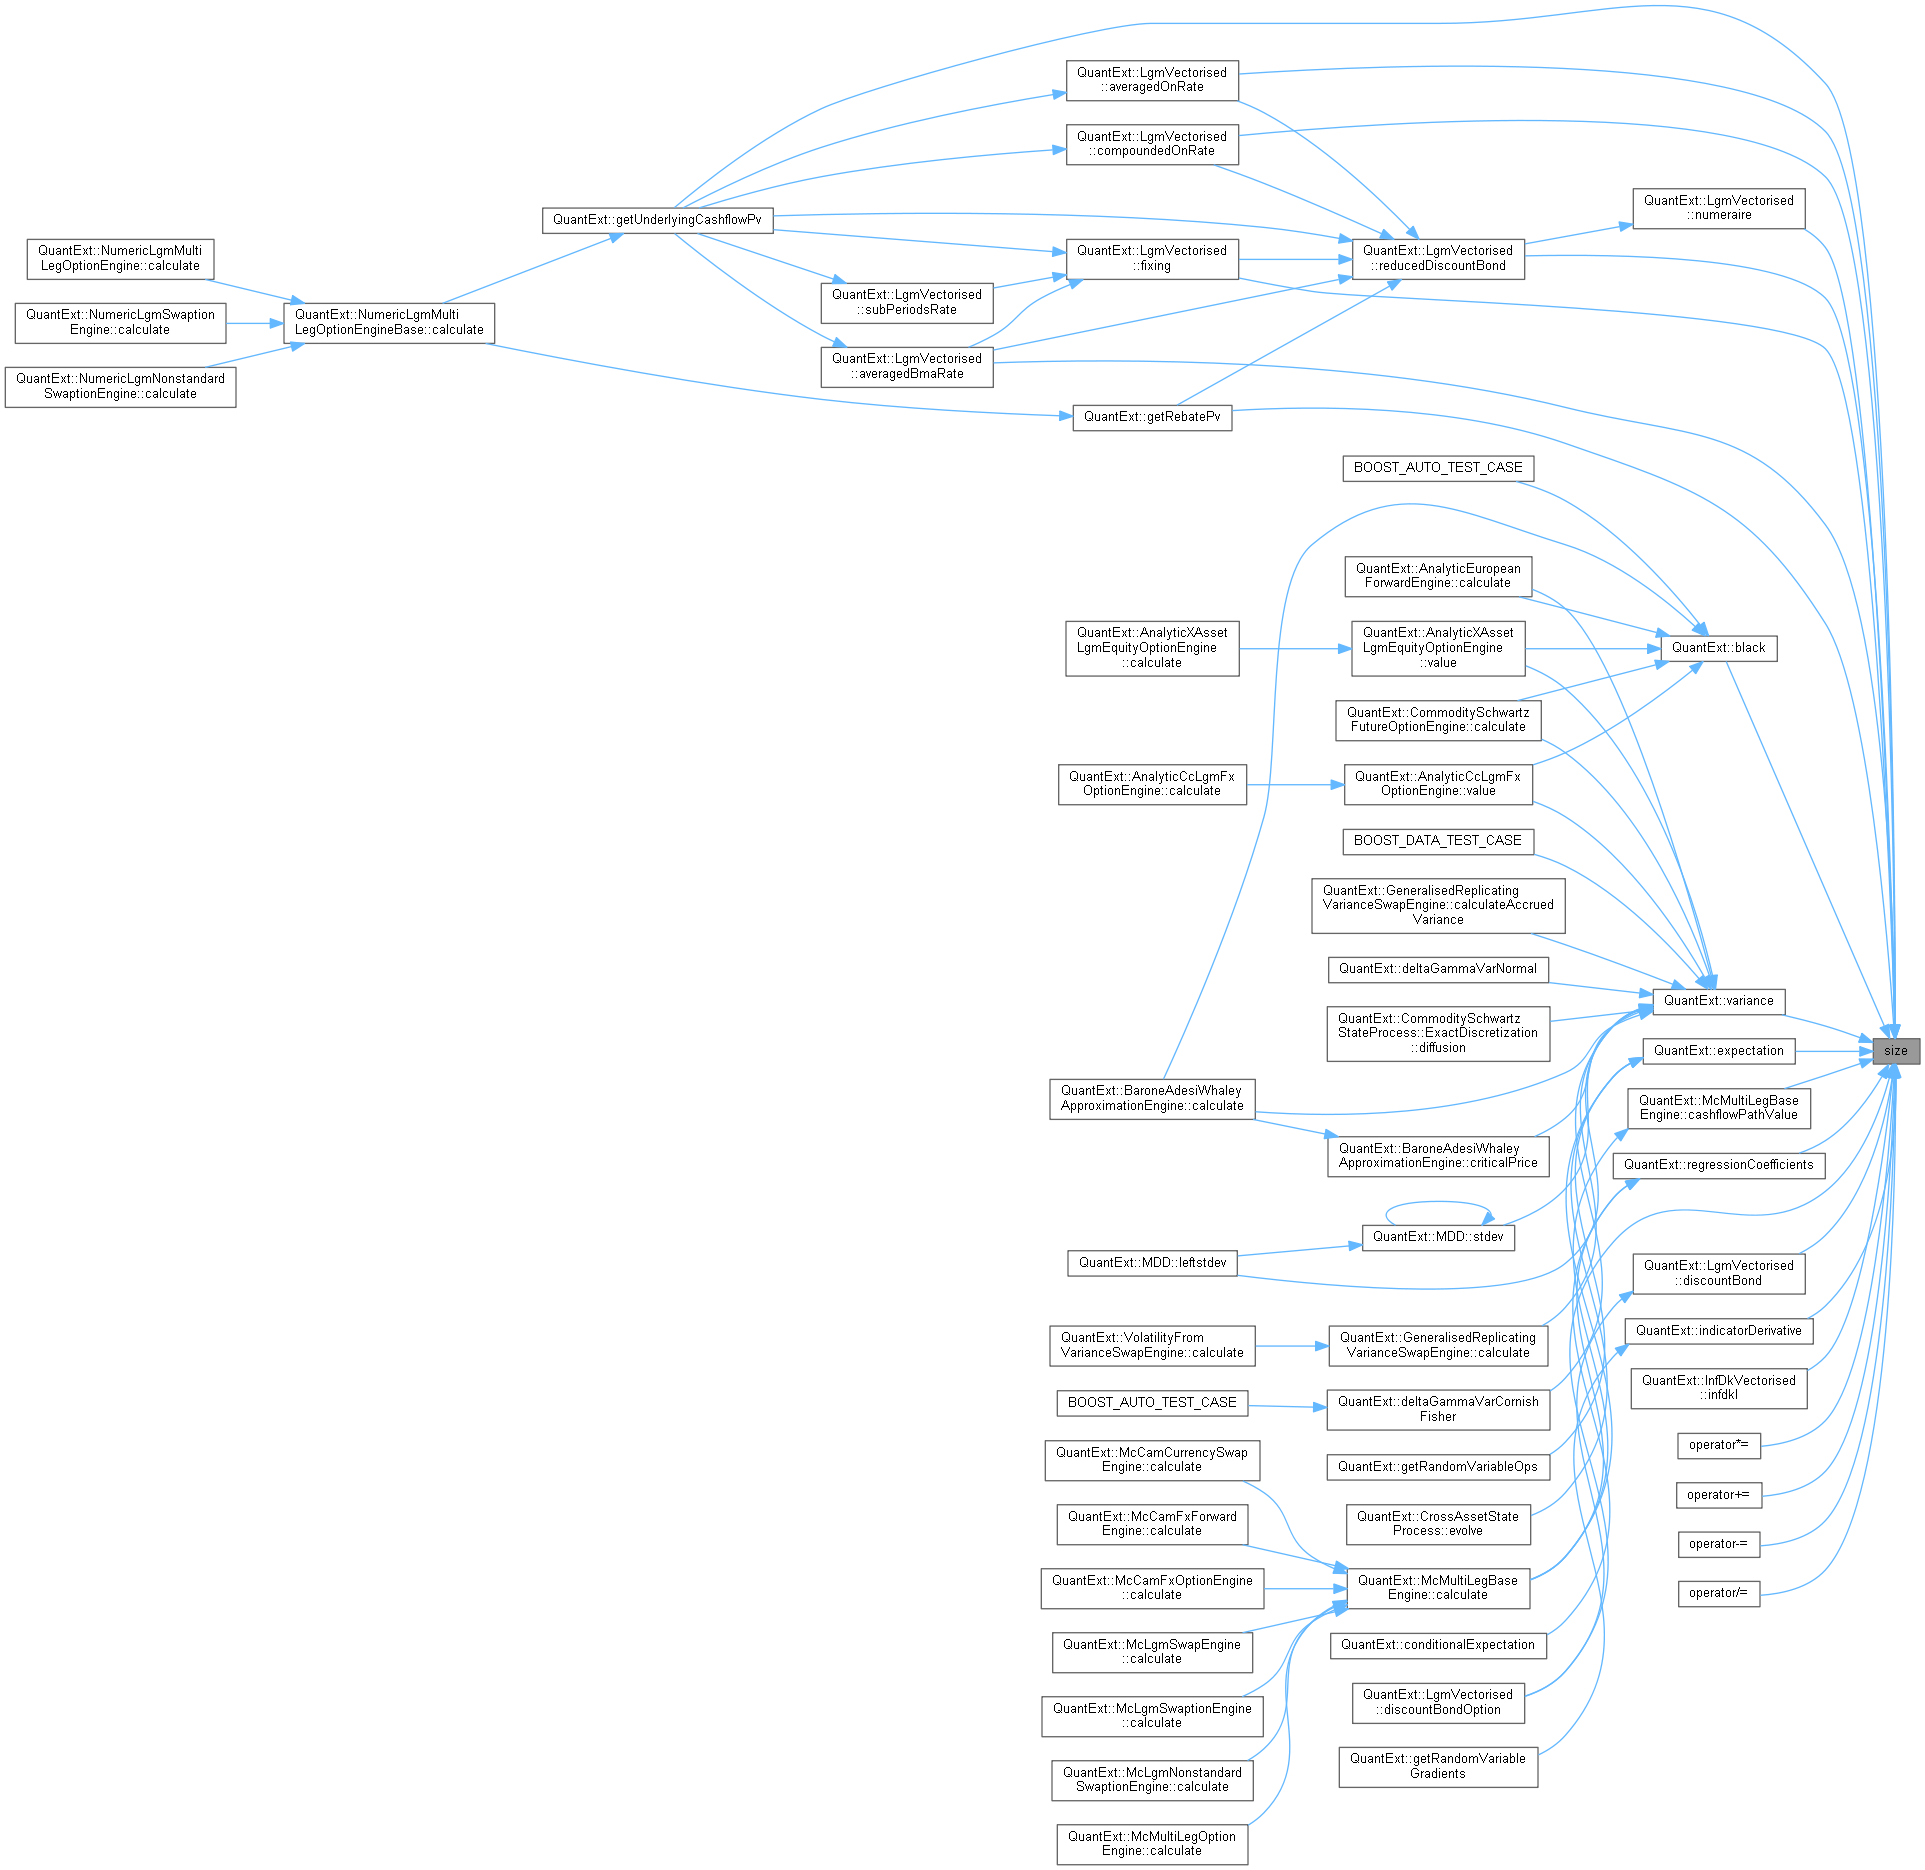 QuantExt::LgmVectorised
::averagedOnRate
QuantExt::LgmVectorised
::compoundedOnRate
QuantExt::LgmVectorised
::numeraire
QuantExt::getUnderlyingCashflowPv
QuantExt::NumericLgmMulti
LegOptionEngine::calculate
QuantExt::LgmVectorised
::fixing
QuantExt::LgmVectorised
::reducedDiscountBond
QuantExt::LgmVectorised
::subPeriodsRate
QuantExt::NumericLgmSwaption
Engine::calculate
QuantExt::NumericLgmMulti
LegOptionEngineBase::calculate
QuantExt::LgmVectorised
::averagedBmaRate
QuantExt::NumericLgmNonstandard
SwaptionEngine::calculate
QuantExt::getRebatePv
BOOST_AUTO_TEST_CASE
QuantExt::AnalyticEuropean
ForwardEngine::calculate
QuantExt::AnalyticXAsset
LgmEquityOptionEngine
::calculate
QuantExt::AnalyticXAsset
LgmEquityOptionEngine
::value
QuantExt::black
QuantExt::CommoditySchwartz
FutureOptionEngine::calculate
QuantExt::AnalyticCcLgmFx
OptionEngine::calculate
QuantExt::AnalyticCcLgmFx
OptionEngine::value
BOOST_DATA_TEST_CASE
QuantExt::GeneralisedReplicating
VarianceSwapEngine::calculateAccrued
Variance
QuantExt::deltaGammaVarNormal
QuantExt::variance
QuantExt::CommoditySchwartz
StateProcess::ExactDiscretization
::diffusion
QuantExt::expectation
size
QuantExt::BaroneAdesiWhaley
ApproximationEngine::calculate
QuantExt::McMultiLegBase
Engine::cashflowPathValue
QuantExt::BaroneAdesiWhaley
ApproximationEngine::criticalPrice
QuantExt::regressionCoefficients
QuantExt::MDD::stdev
QuantExt::MDD::leftstdev
QuantExt::LgmVectorised
::discountBond
QuantExt::VolatilityFrom
VarianceSwapEngine::calculate
QuantExt::GeneralisedReplicating
VarianceSwapEngine::calculate
QuantExt::indicatorDerivative
QuantExt::InfDkVectorised
::infdkI
BOOST_AUTO_TEST_CASE
QuantExt::deltaGammaVarCornish
Fisher
operator*=
QuantExt::McCamCurrencySwap
Engine::calculate
QuantExt::getRandomVariableOps
operator+=
QuantExt::McCamFxForward
Engine::calculate
QuantExt::CrossAssetState
Process::evolve
operator-=
QuantExt::McCamFxOptionEngine
::calculate
QuantExt::McMultiLegBase
Engine::calculate
operator/=
QuantExt::McLgmSwapEngine
::calculate
QuantExt::conditionalExpectation
QuantExt::McLgmSwaptionEngine
::calculate
QuantExt::LgmVectorised
::discountBondOption
QuantExt::McLgmNonstandard
SwaptionEngine::calculate
QuantExt::getRandomVariable
Gradients
QuantExt::McMultiLegOption
Engine::calculate